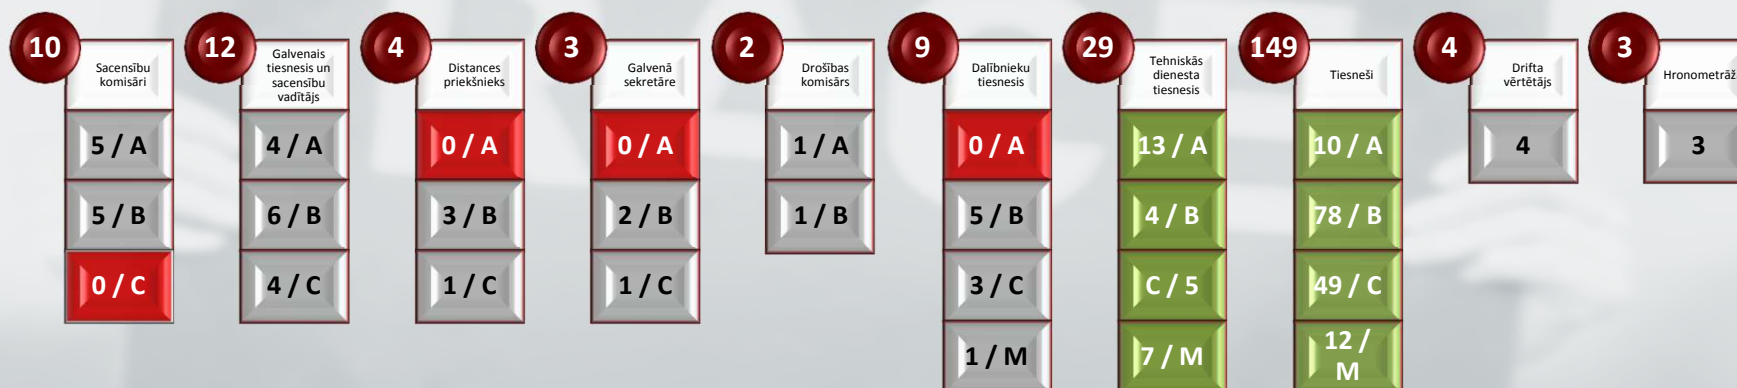 10
Sacensību
komisāri
5 / A
5 / B
0 / C
12
Galvenais
tiesnesis un
sacensību
vadītājs
4 / A
6 / B
4 / C
4
Distances
priekšnieks
0 / A
3 / B
1 / C
3
Galvenā
sekretāre
0 / A
2 / B
1 / C
2
Drošības
komisārs
1 / A
1 / B
9
Dalībnieku
tiesnesis
0 / A
5 / B
3 / C
1 / M
29
Tehniskās
dienesta
tiesnesis
13 / A
4 / B
C / 5
7 / M
149
Tiesneši
10 / A
78 / B
49 / C
12 /
M
4
Drifta
vērtētājs
4
3
Hronometrāž
3